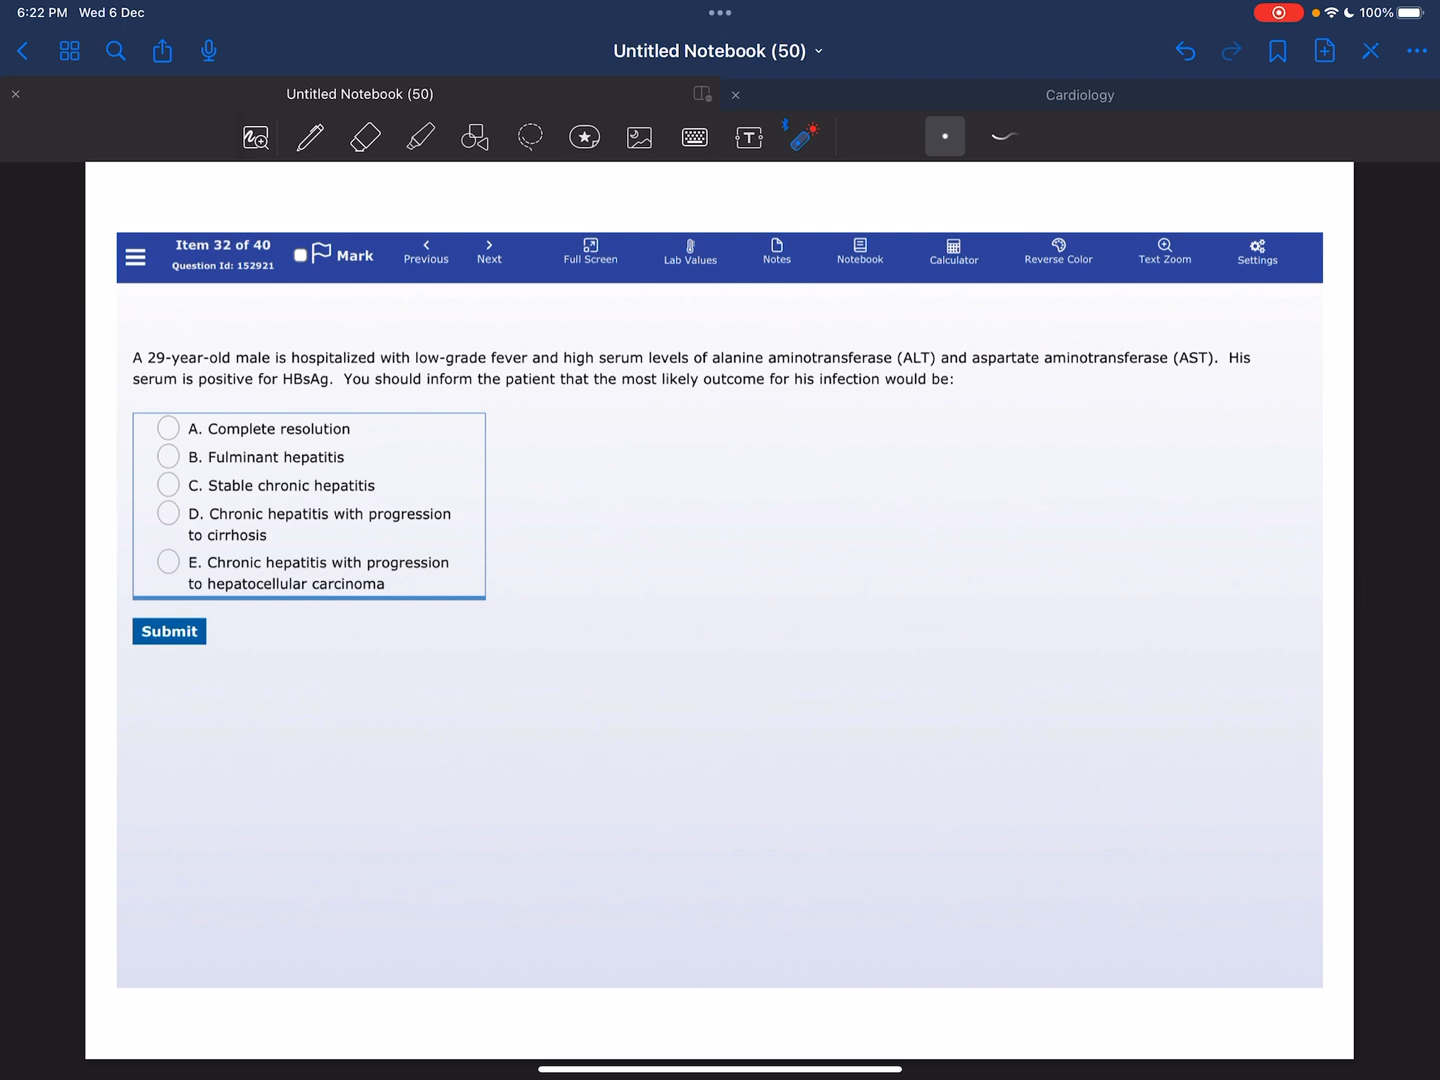 6:22 PM Wed 6 Dec
100%
Untitled Notebook (50)
Untitled Notebook (50)
Cardiology
T
Item 32 of 40
Question Id: 152921
Mark
Previous
Next
Full Screen
Lab Values
Notes
Notebook
Calculator
Reverse Color
Text Zoom
Settings
A 29-year-old male is hospitalized with low-grade fever and high serum levels of alanine aminotransferase (ALT) and aspartate aminotransferase (AST). His
serum is positive for HBsAg. You should inform the patient that the most likely outcome for his infection would be:
A. Complete resolution
B. Fulminant hepatitis
C. Stable chronic hepatitis
D. Chronic hepatitis with progression
to cirrhosis
E. Chronic hepatitis with progression
to hepatocellular carcinoma
Submit